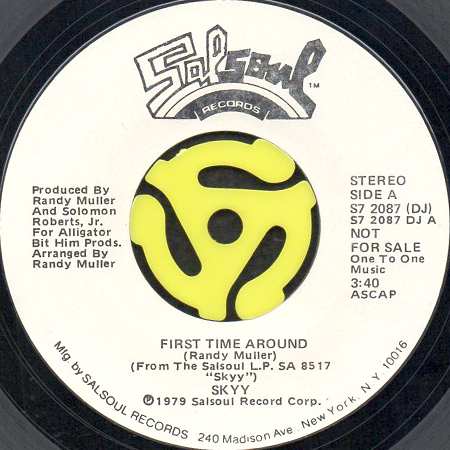 Salsoul
RECORDS
TM
Produced By
Randy Muller
And Solomon
Roberts, Jr.
For Alligator
Bit Him Prods.
Arranged By
Randy Muller
STEREO
SIDE A
S7 2087 (DJ)
S7 2087 DJ A
NOT
FOR SALE
One To One
Music
3:40
ASCAP
FIRST TIME AROUND
(Randy Muller)
(From The Salsoul L.P. SA 8517
"Skyy")
SKYY
℗1979 Salsoul Record Corp.
Mfg by SALSOUL RECORDS 240 Madison Ave. New York, N.Y. 10016